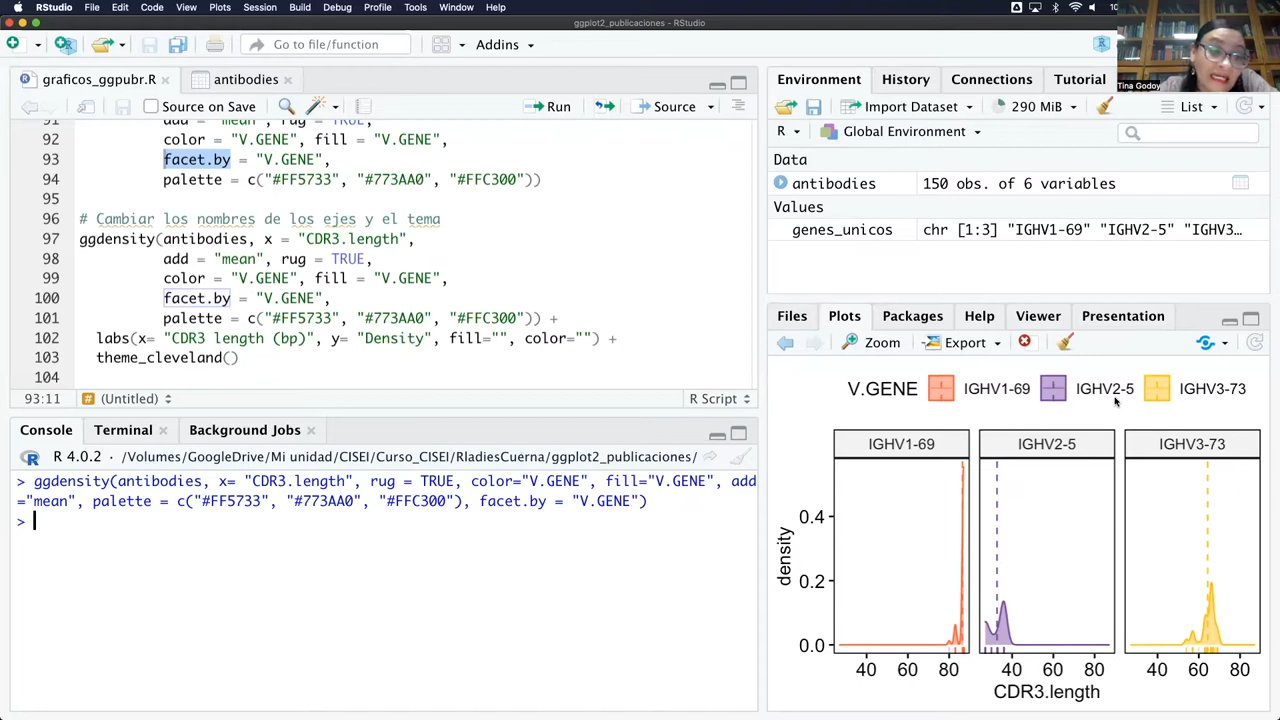 RStudio File Edit Code View Plots Session Build Debug Profile Tools Window Help
ggplot2_publicaciones - RStudio
Go to file/function Addins
Tina Godoy
graficos_ggpubr.R antibodies
Source on Save Run Source
91 add = "mean", rug = TRUE,
92 color = "V.GENE", fill = "V.GENE",
93 facet.by = "V.GENE",
94 palette = c("#FF5733", "#773AA0", "#FFC300"))
95
96 # Cambiar los nombres de los ejes y el tema
97 ggdensity(antibodies, x = "CDR3.length",
98 add = "mean", rug = TRUE,
99 color = "V.GENE", fill = "V.GENE",
100 facet.by = "V.GENE",
101 palette = c("#FF5733", "#773AA0", "#FFC300")) +
102 labs(x= "CDR3 length (bp)", y= "Density", fill="", color="") +
103 theme_cleveland()
104
93:11 (Untitled) R Script
Console Terminal Background Jobs
R 4.0.2 · /Volumes/GoogleDrive/Mi unidad/CISEI/Curso_CISEI/RladiesCuerna/ggplot2_publicaciones/
> ggdensity(antibodies, x= "CDR3.length", rug = TRUE, color="V.GENE", fill="V.GENE", add
="mean", palette = c("#FF5733", "#773AA0", "#FFC300"), facet.by = "V.GENE")
>
Environment History Connections Tutorial
Import Dataset 290 MiB List
R Global Environment
Data
antibodies 150 obs. of 6 variables
Values
genes_unicos chr [1:3] "IGHV1-69" "IGHV2-5" "IGHV3…
Files Plots Packages Help Viewer Presentation
Zoom Export
V.GENE IGHV1-69 IGHV2-5 IGHV3-73
IGHV1-69 IGHV2-5 IGHV3-73
density
0.4
0.2
0.0
40 60 80 40 60 80 40 60 80
CDR3.length